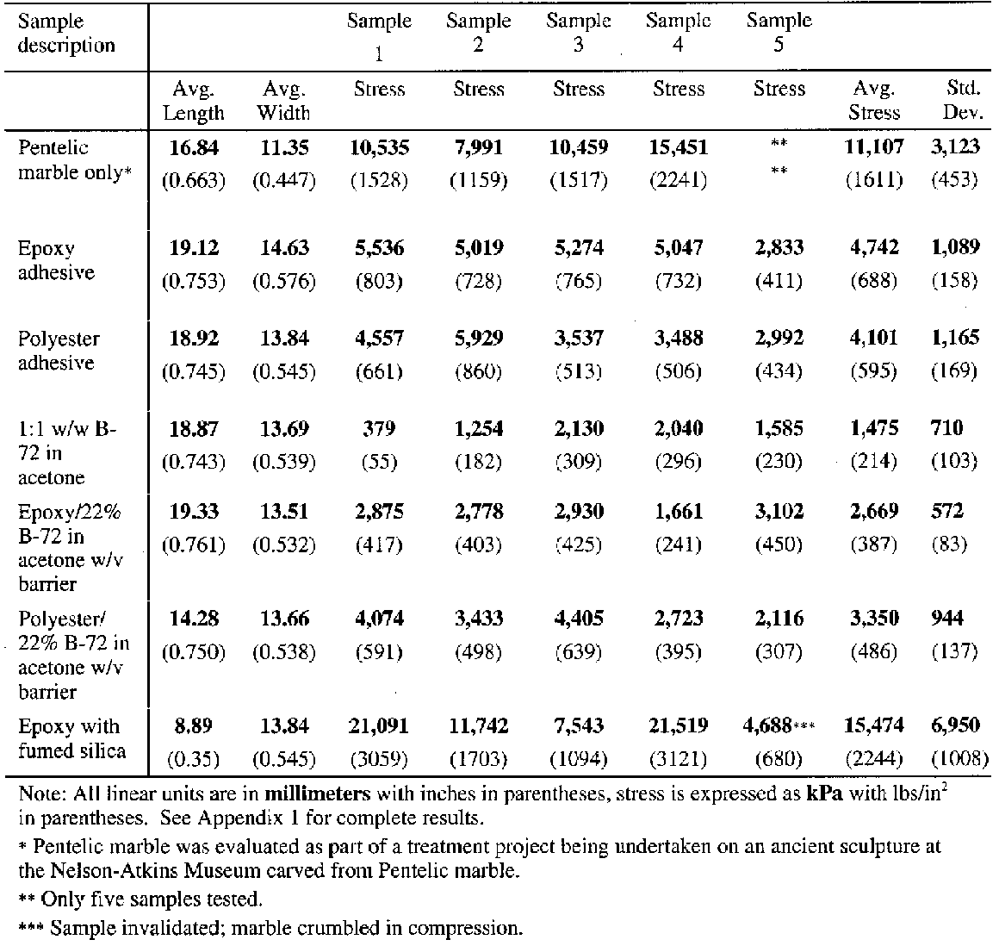 Sample Sample Sample Sample Sample Sample
description 1 2 3 4 5
Avg. Avg. Stress Stress Stress Stress Stress Avg. Std.
Length Width Stress Dev.
Pentelic 16.84 11.35 10,535 7,991 10,459 15,451 ** 11,107 3,123
marble only* (0.663) (0.447) (1528) (1159) (1517) (2241) ** (1611) (453)
Epoxy 19.12 14.63 5,536 5,019 5,274 5,047 2,833 4,742 1,089
adhesive (0.753) (0.576) (803) (728) (765) (732) (411) (688) (158)
Polyester 18.92 13.84 4,557 5,929 3,537 3,488 2,992 4,101 1,165
adhesive (0.745) (0.545) (661) (860) (513) (506) (434) (595) (169)
1:1 w/w B- 18.87 13.69 379 1,254 2,130 2,040 1,585 1,475 710
72 in (0.743) (0.539) (55) (182) (309) (296) (230) (214) (103)
acetone
Epoxy/22% 19.33 13.51 2,875 2,778 2,930 1,661 3,102 2,669 572
B-72 in (0.761) (0.532) (417) (403) (425) (241) (450) (387) (83)
acetone w/v
barrier
Polyester/ 14.28 13.66 4,074 3,433 4,405 2,723 2,116 3,350 944
22% B-72 in (0.750) (0.538) (591) (498) (639) (395) (307) (486) (137)
acetone w/v
barrier
Epoxy with 8.89 13.84 21,091 11,742 7,543 21,519 4,688*** 15,474 6,950
fumed silica (0.35) (0.545) (3059) (1703) (1094) (3121) (680) (2244) (1008)
Note: All linear units are in millimeters with inches in parentheses, stress is expressed as kPa with lbs/in²
in parentheses. See Appendix 1 for complete results.
* Pentelic marble was evaluated as part of a treatment project being undertaken on an ancient sculpture at
the Nelson-Atkins Museum carved from Pentelic marble.
** Only five samples tested.
*** Sample invalidated; marble crumbled in compression.